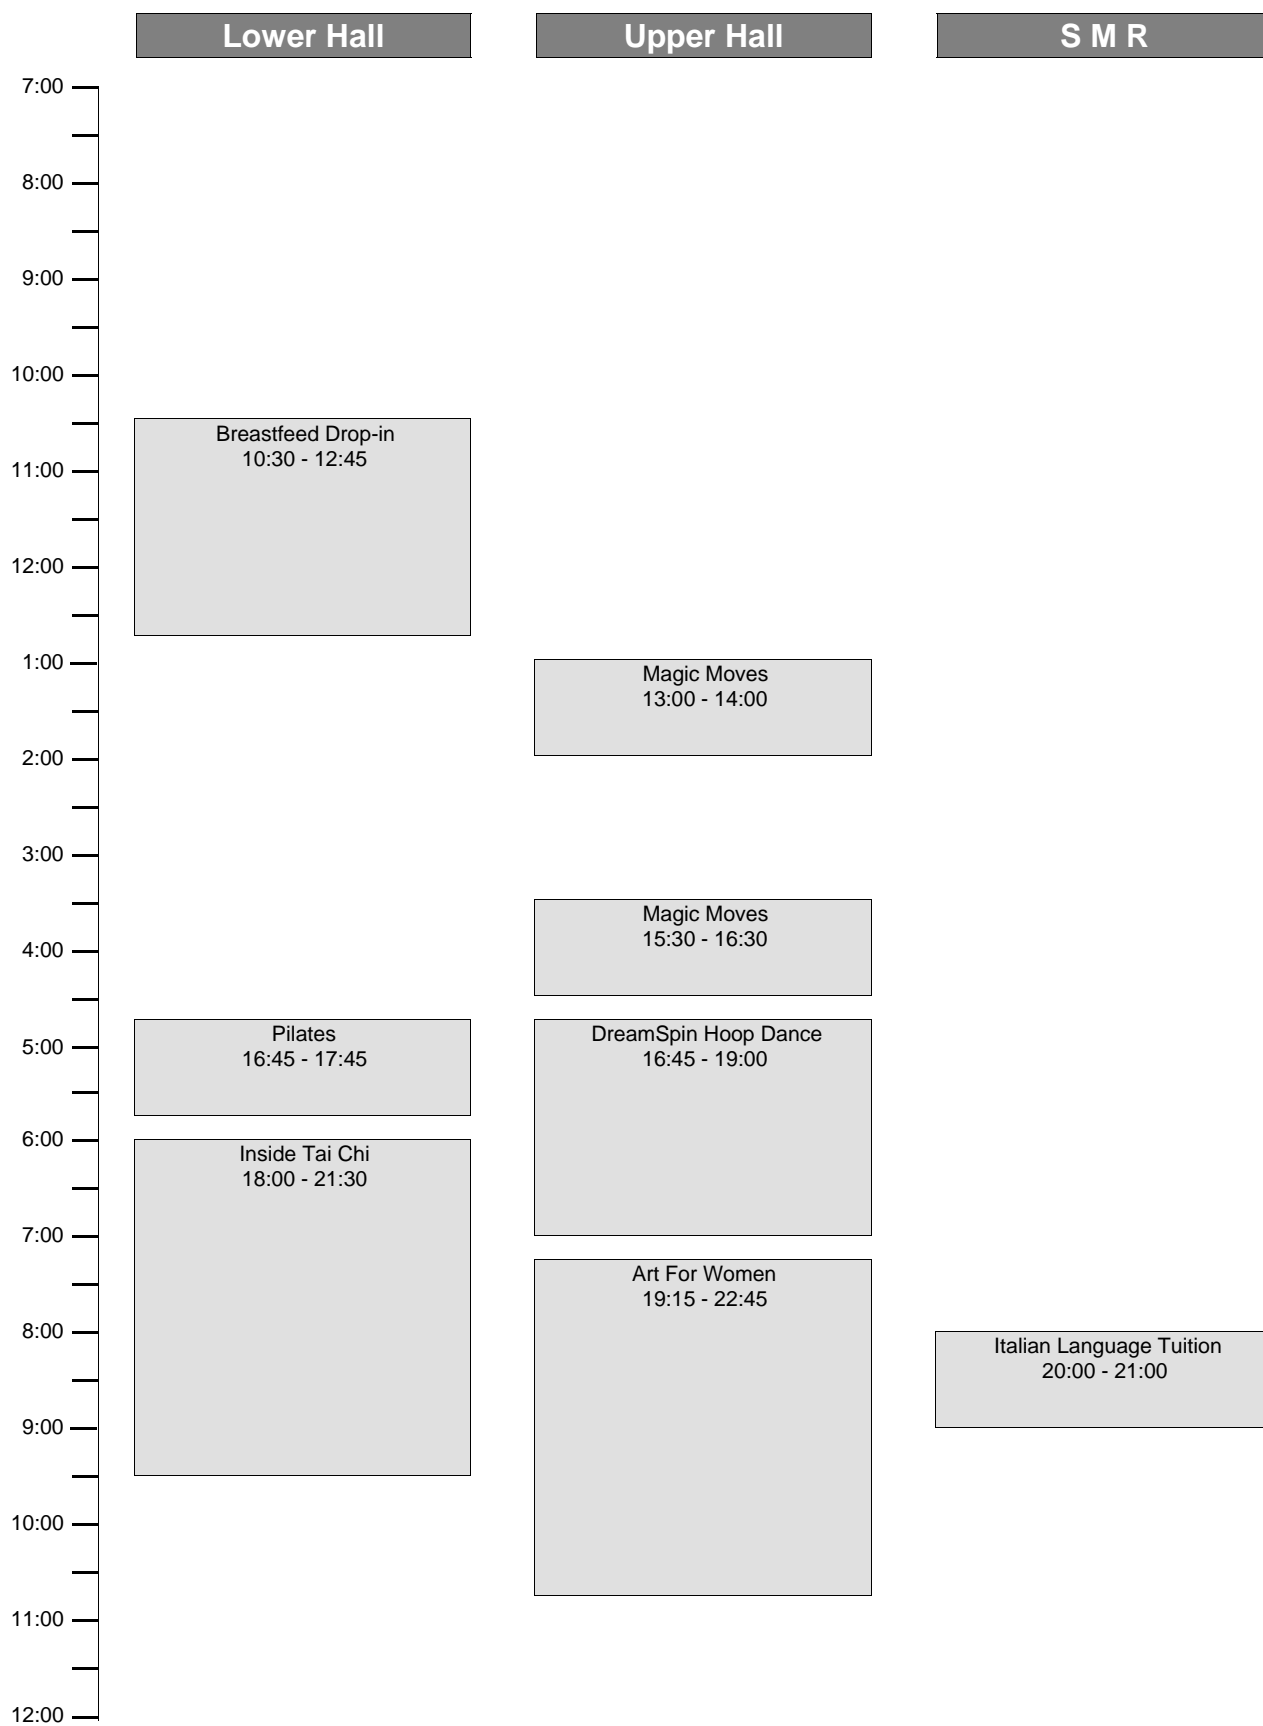 Lower Hall
Upper Hall
S M R
7:00
8:00
9:00
10:00
Breastfeed Drop-in
10:30 - 12:45
11:00
12:00
1:00
Magic Moves
13:00 - 14:00
2:00
3:00
Magic Moves
15:30 - 16:30
4:00
Pilates
16:45 - 17:45
DreamSpin Hoop Dance
16:45 - 19:00
5:00
6:00
Inside Tai Chi
18:00 - 21:30
7:00
Art For Women
19:15 - 22:45
8:00
Italian Language Tuition
20:00 - 21:00
9:00
10:00
11:00
12:00